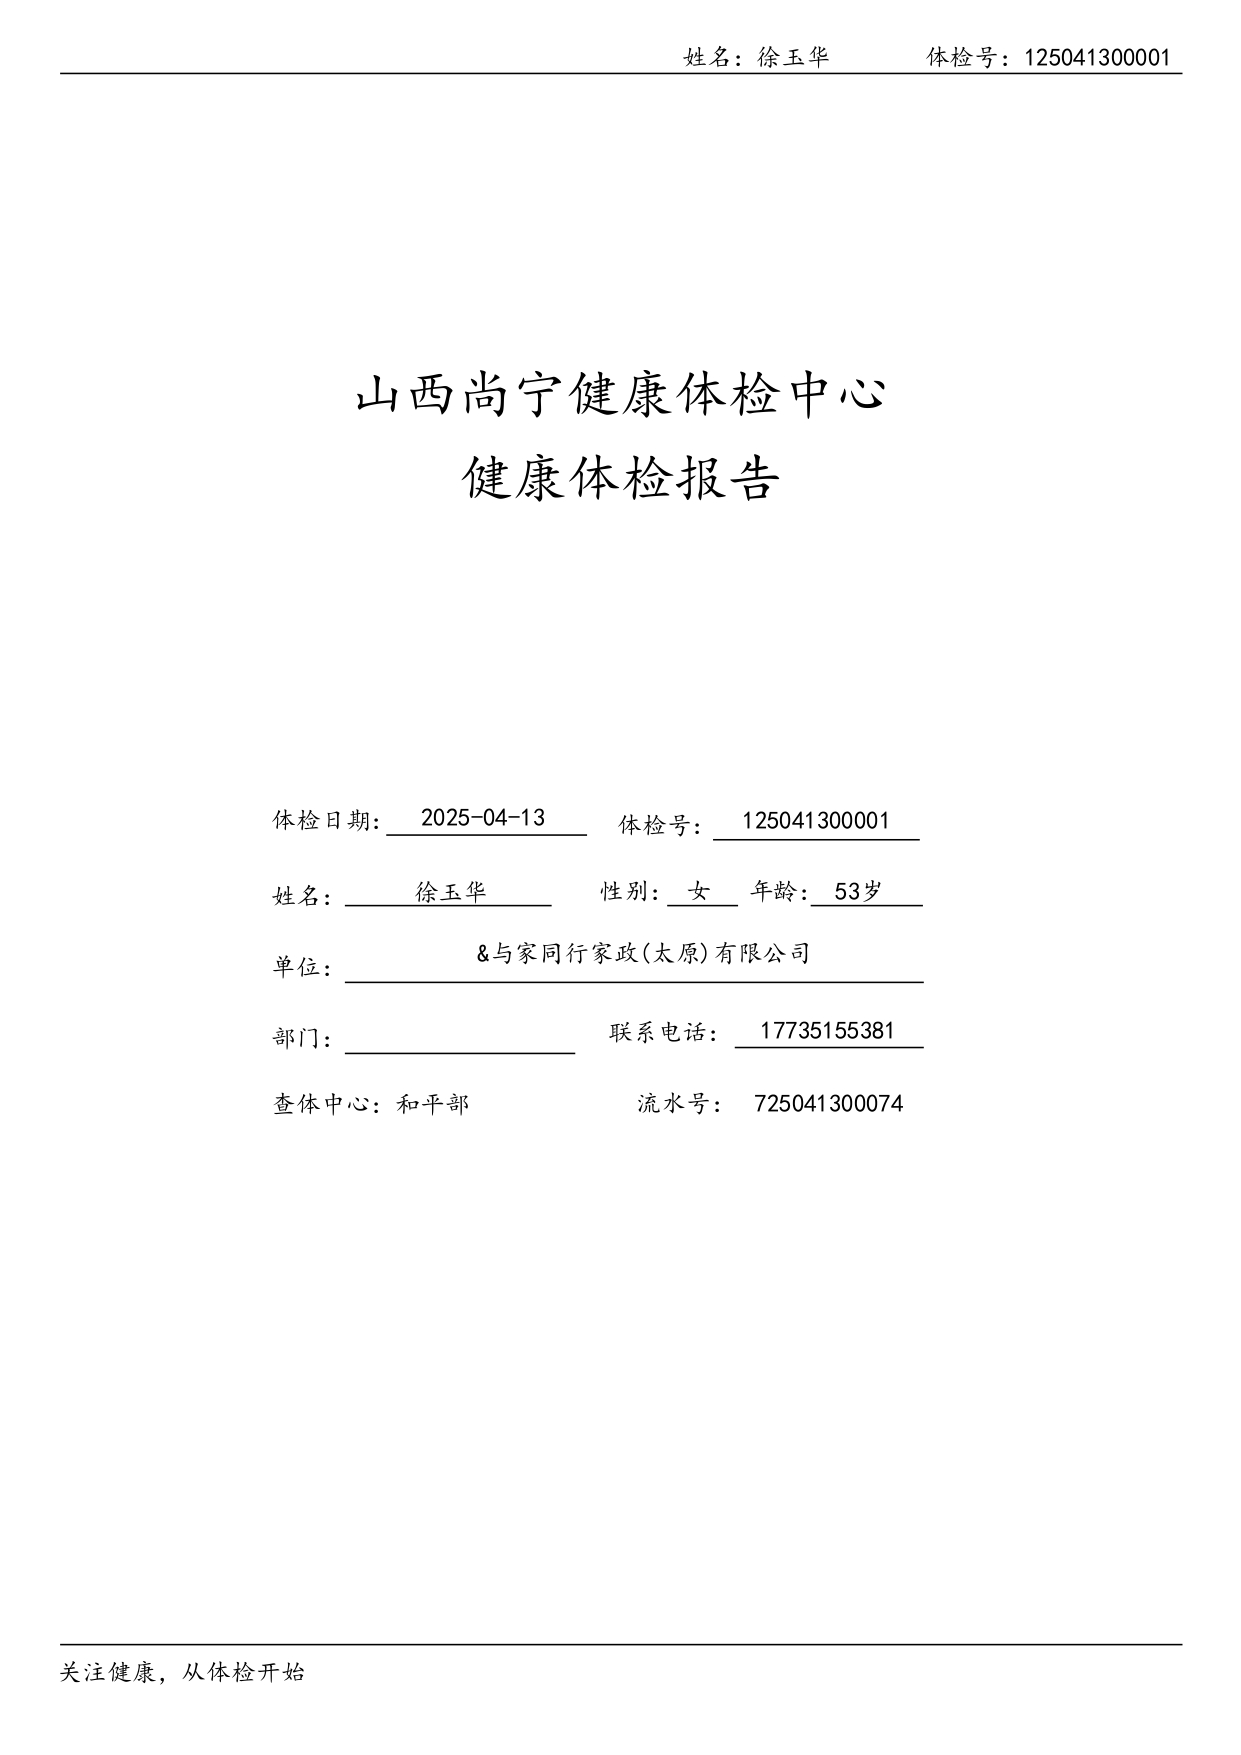 姓名：徐玉华 体检号：125041300001
山西尚宁健康体检中心
健康体检报告
体检日期：2025-04-13 体检号：125041300001
姓名：徐玉华 性别：女 年龄：53岁
单位：&与家同行家政(太原)有限公司
部门： 联系电话：17735155381
查体中心：和平部 流水号：725041300074
关注健康，从体检开始